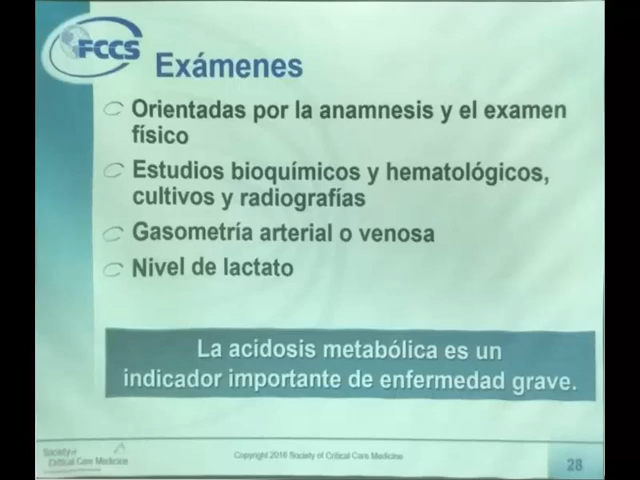 FCCS
Exámenes
Orientadas por la anamnesis y el examen
físico
Estudios bioquímicos y hematológicos,
cultivos y radiografías
Gasometría arterial o venosa
Nivel de lactato
La acidosis metabólica es un
indicador importante de enfermedad grave.
Society of
Critical Care Medicine
Copyright 2016 Society of Critical Care Medicine
28